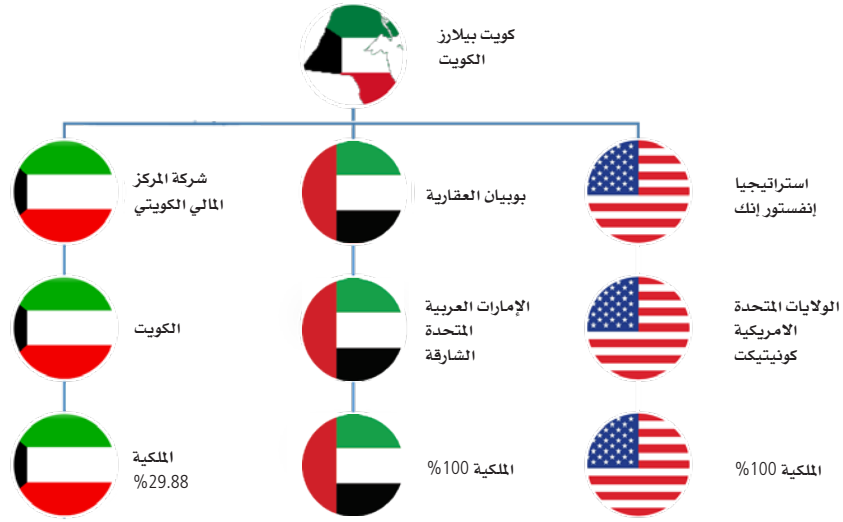 كويت بيلارز
الكويت
استراتيجيا
إنفستور إنك
بوبيان العقارية
شركة المركز
المالي الكويتي
الولايات المتحدة
الامريكية
كونيتيكت
الإمارات العربية
المتحدة
الشارقة
الكويت
الملكية 100%
الملكية 100%
الملكية
%29.88